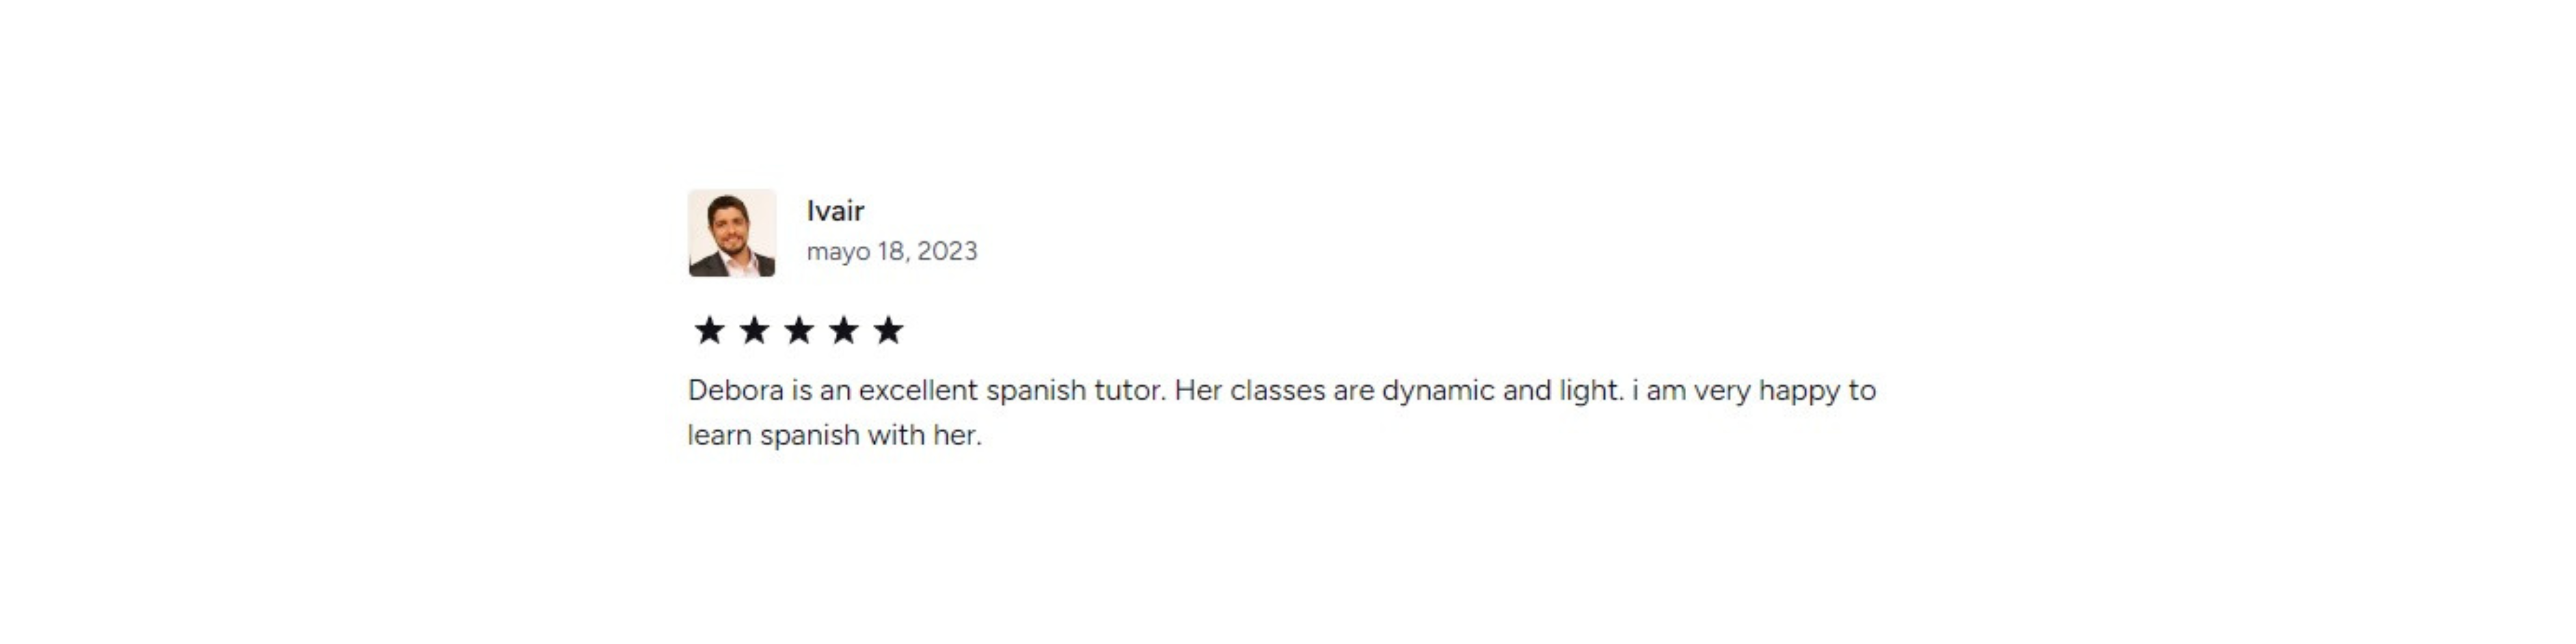 Ivair
mayo 18, 2023
Debora is an excellent spanish tutor. Her classes are dynamic and light. i am very happy to
learn spanish with her.